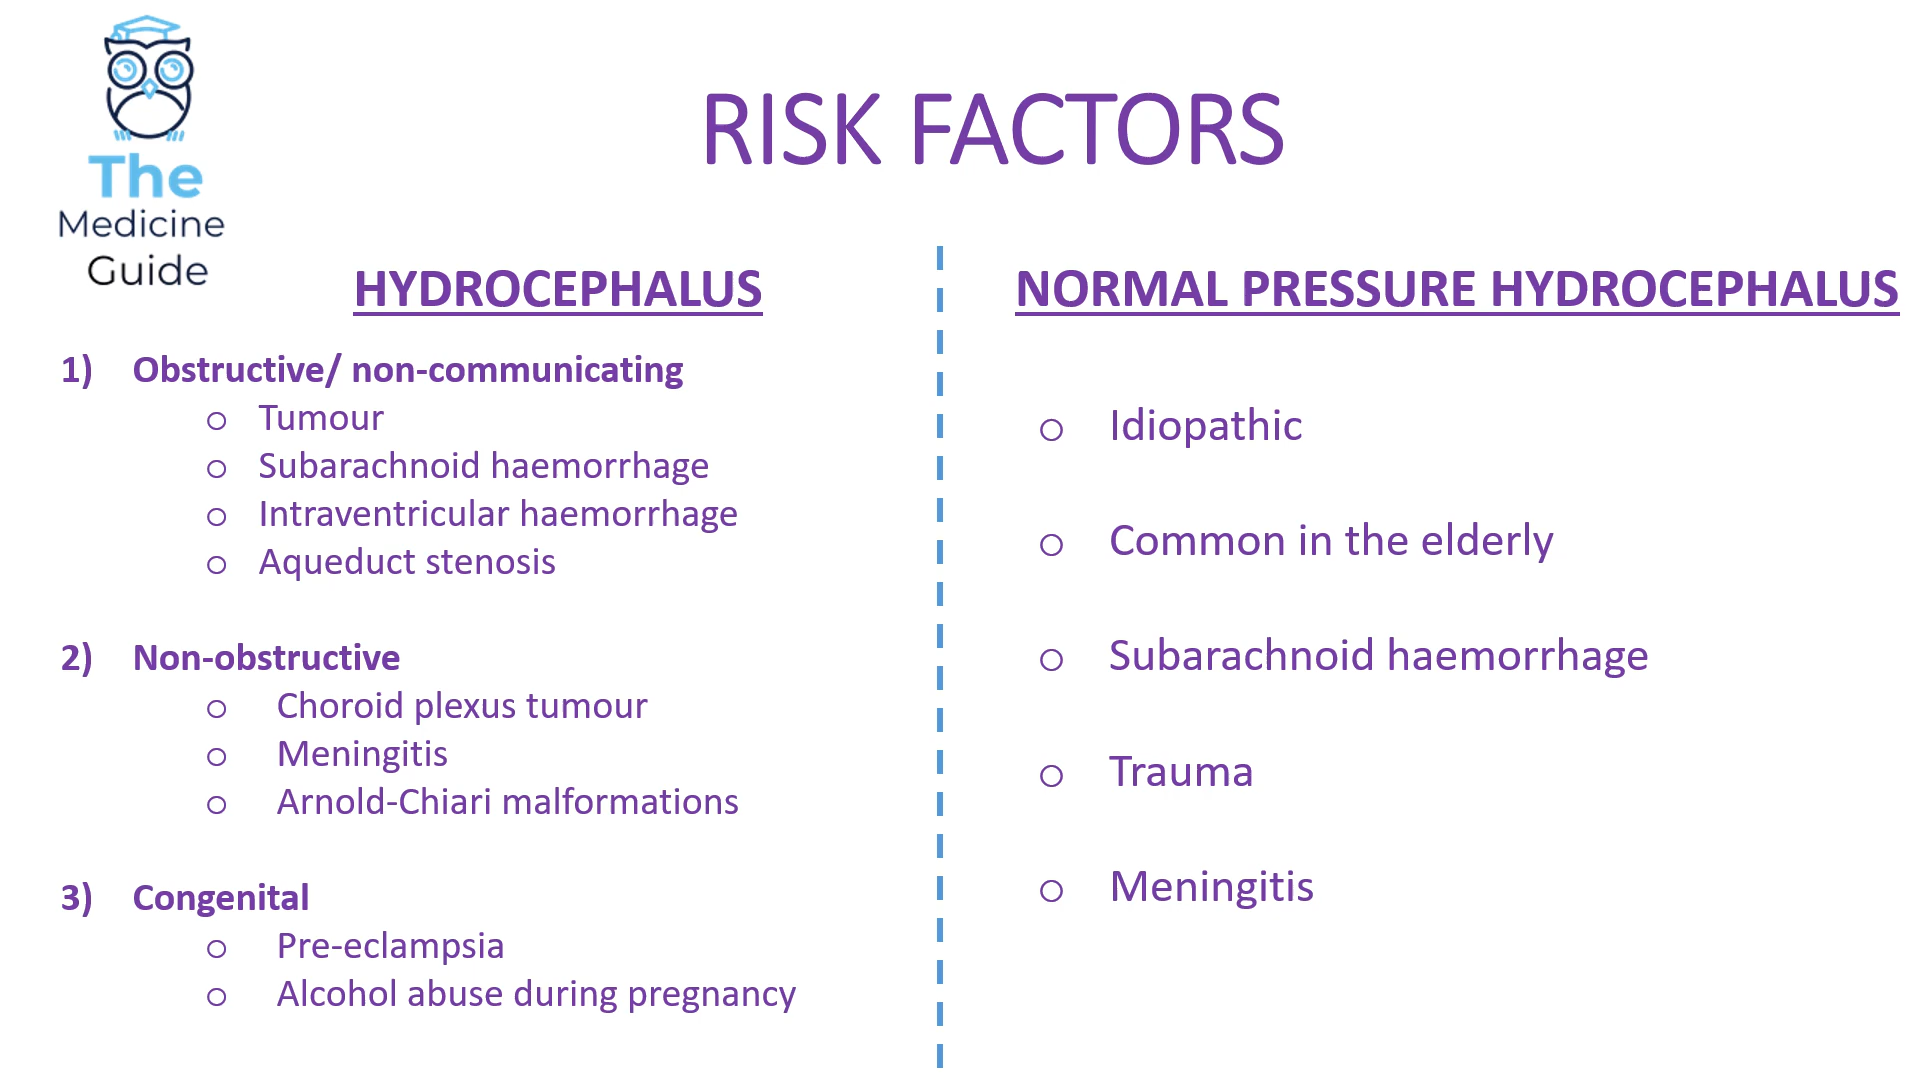 The
Medicine
Guide
RISK FACTORS
HYDROCEPHALUS
1) Obstructive/ non-communicating
o Tumour
o Subarachnoid haemorrhage
o Intraventricular haemorrhage
o Aqueduct stenosis
2) Non-obstructive
o Choroid plexus tumour
o Meningitis
o Arnold-Chiari malformations
3) Congenital
o Pre-eclampsia
o Alcohol abuse during pregnancy
NORMAL PRESSURE HYDROCEPHALUS
o Idiopathic
o Common in the elderly
o Subarachnoid haemorrhage
o Trauma
o Meningitis